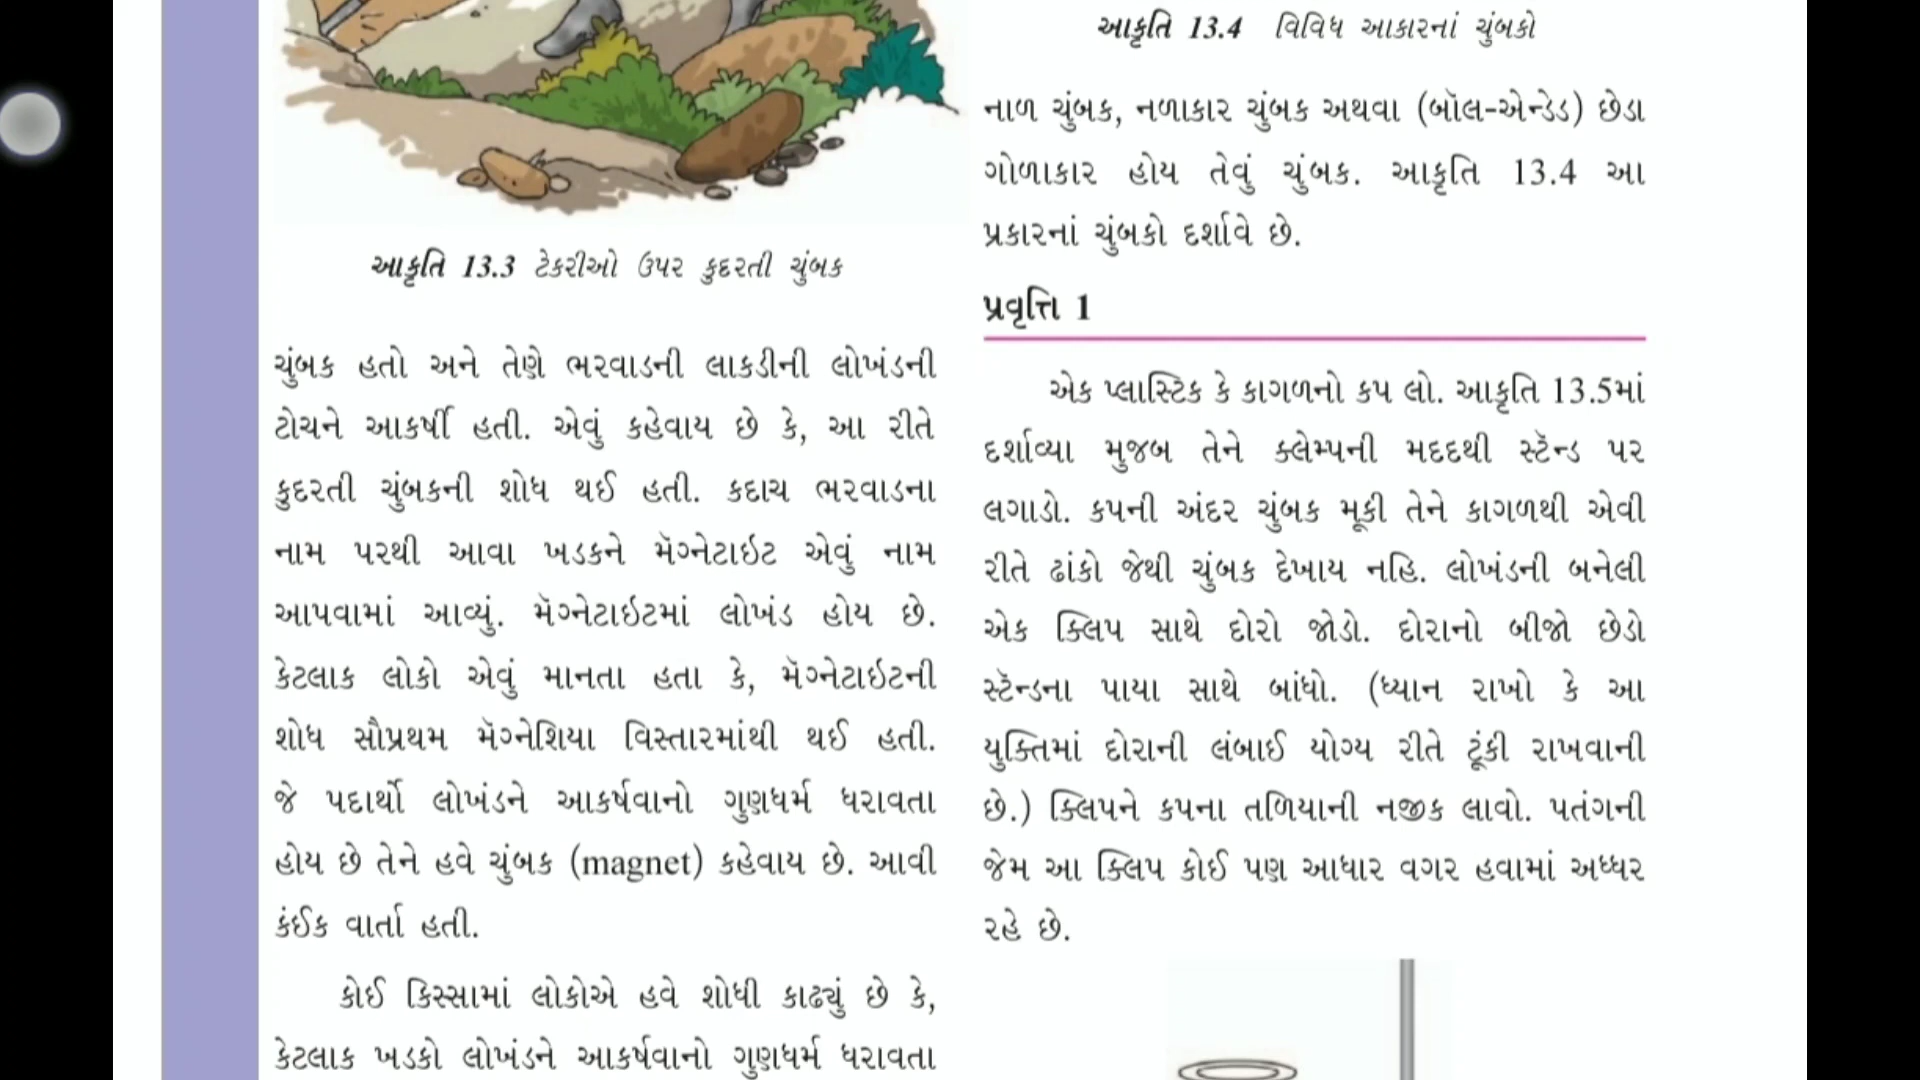 આકૃતિ 13.3 ટેકરીઓ ઉપર કુદરતી ચુંબક
ચુંબક હતો અને તેણે ભરવાડની લાકડીની લોખંડની
ટોચને આકર્ષી હતી. એવું કહેવાય છે કે, આ રીતે
કુદરતી ચુંબકની શોધ થઈ હતી. કદાચ ભરવાડના
નામ પરથી આવા ખડકને મૅગ્નેટાઇટ એવું નામ
આપવામાં આવ્યું. મૅગ્નેટાઇટમાં લોખંડ હોય છે.
કેટલાક લોકો એવું માનતા હતા કે, મૅગ્નેટાઇટની
શોધ સૌપ્રથમ મૅગ્નેશિયા વિસ્તારમાંથી થઈ હતી.
જે પદાર્થો લોખંડને આકર્ષવાનો ગુણધર્મ ધરાવતા
હોય છે તેને હવે ચુંબક (magnet) કહેવાય છે. આવી
કંઈક વાર્તા હતી.
કોઈ કિસ્સામાં લોકોએ હવે શોધી કાઢ્યું છે કે,
કેટલાક ખડકો લોખંડને આકર્ષવાનો ગુણધર્મ ધરાવતા
આકૃતિ 13.4 વિવિધ આકારનાં ચુંબકો
નાળ ચુંબક, નળાકાર ચુંબક અથવા (બૉલ-એન્ડેડ) છેડા
ગોળાકાર હોય તેવું ચુંબક. આકૃતિ 13.4 આ
પ્રકારનાં ચુંબકો દર્શાવે છે.
પ્રવૃત્તિ 1
એક પ્લાસ્ટિક કે કાગળનો કપ લો. આકૃતિ 13.5માં
દર્શાવ્યા મુજબ તેને ક્લેમ્પની મદદથી સ્ટૅન્ડ પર
લગાડો. કપની અંદર ચુંબક મૂકી તેને કાગળથી એવી
રીતે ઢાંકો જેથી ચુંબક દેખાય નહિ. લોખંડની બનેલી
એક ક્લિપ સાથે દોરો જોડો. દોરાનો બીજો છેડો
સ્ટૅન્ડના પાયા સાથે બાંધો. (ધ્યાન રાખો કે આ
યુક્તિમાં દોરાની લંબાઈ યોગ્ય રીતે ટૂંકી રાખવાની
છે.) ક્લિપને કપના તળિયાની નજીક લાવો. પતંગની
જેમ આ ક્લિપ કોઈ પણ આધાર વગર હવામાં અધ્ધર
રહે છે.